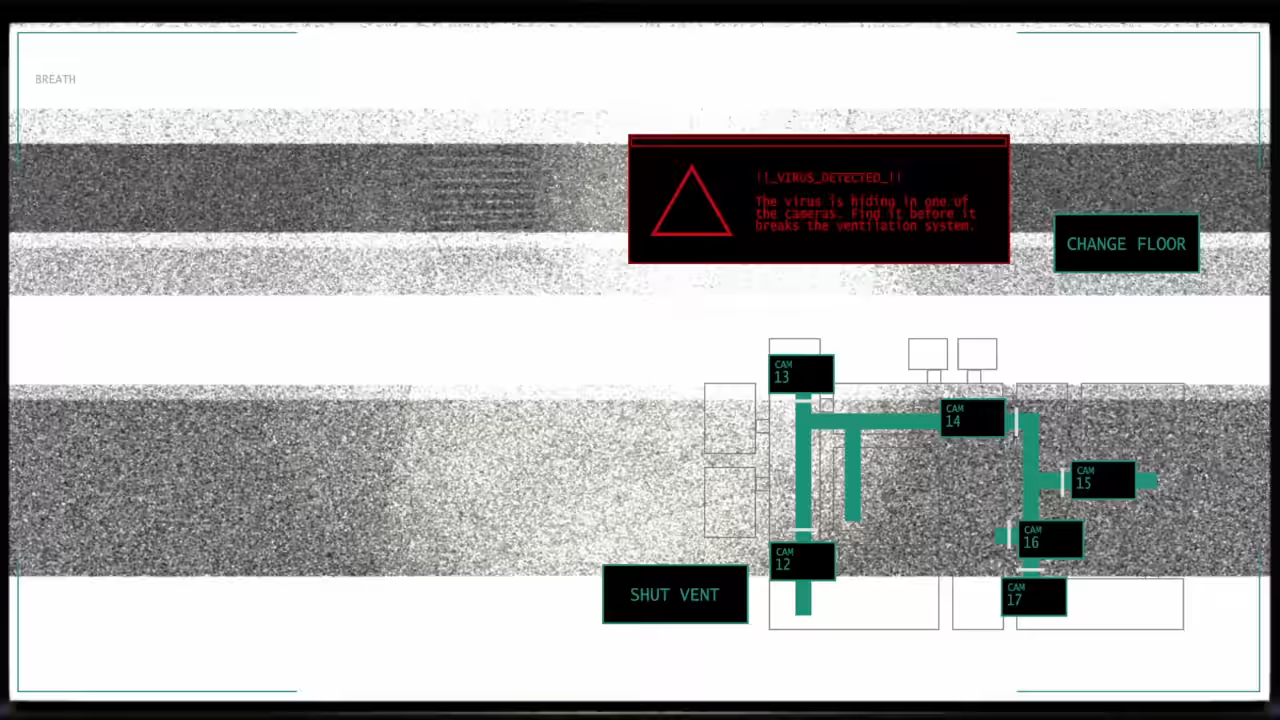 BREATH
!!_VIRUS_DETECTED_!!
The virus is hiding in one of
the cameras. Find it before it
breaks the ventilation system.
CHANGE FLOOR
CAM
13
CAM
14
CAM
15
CAM
16
CAM
12
CAM
17
SHUT VENT